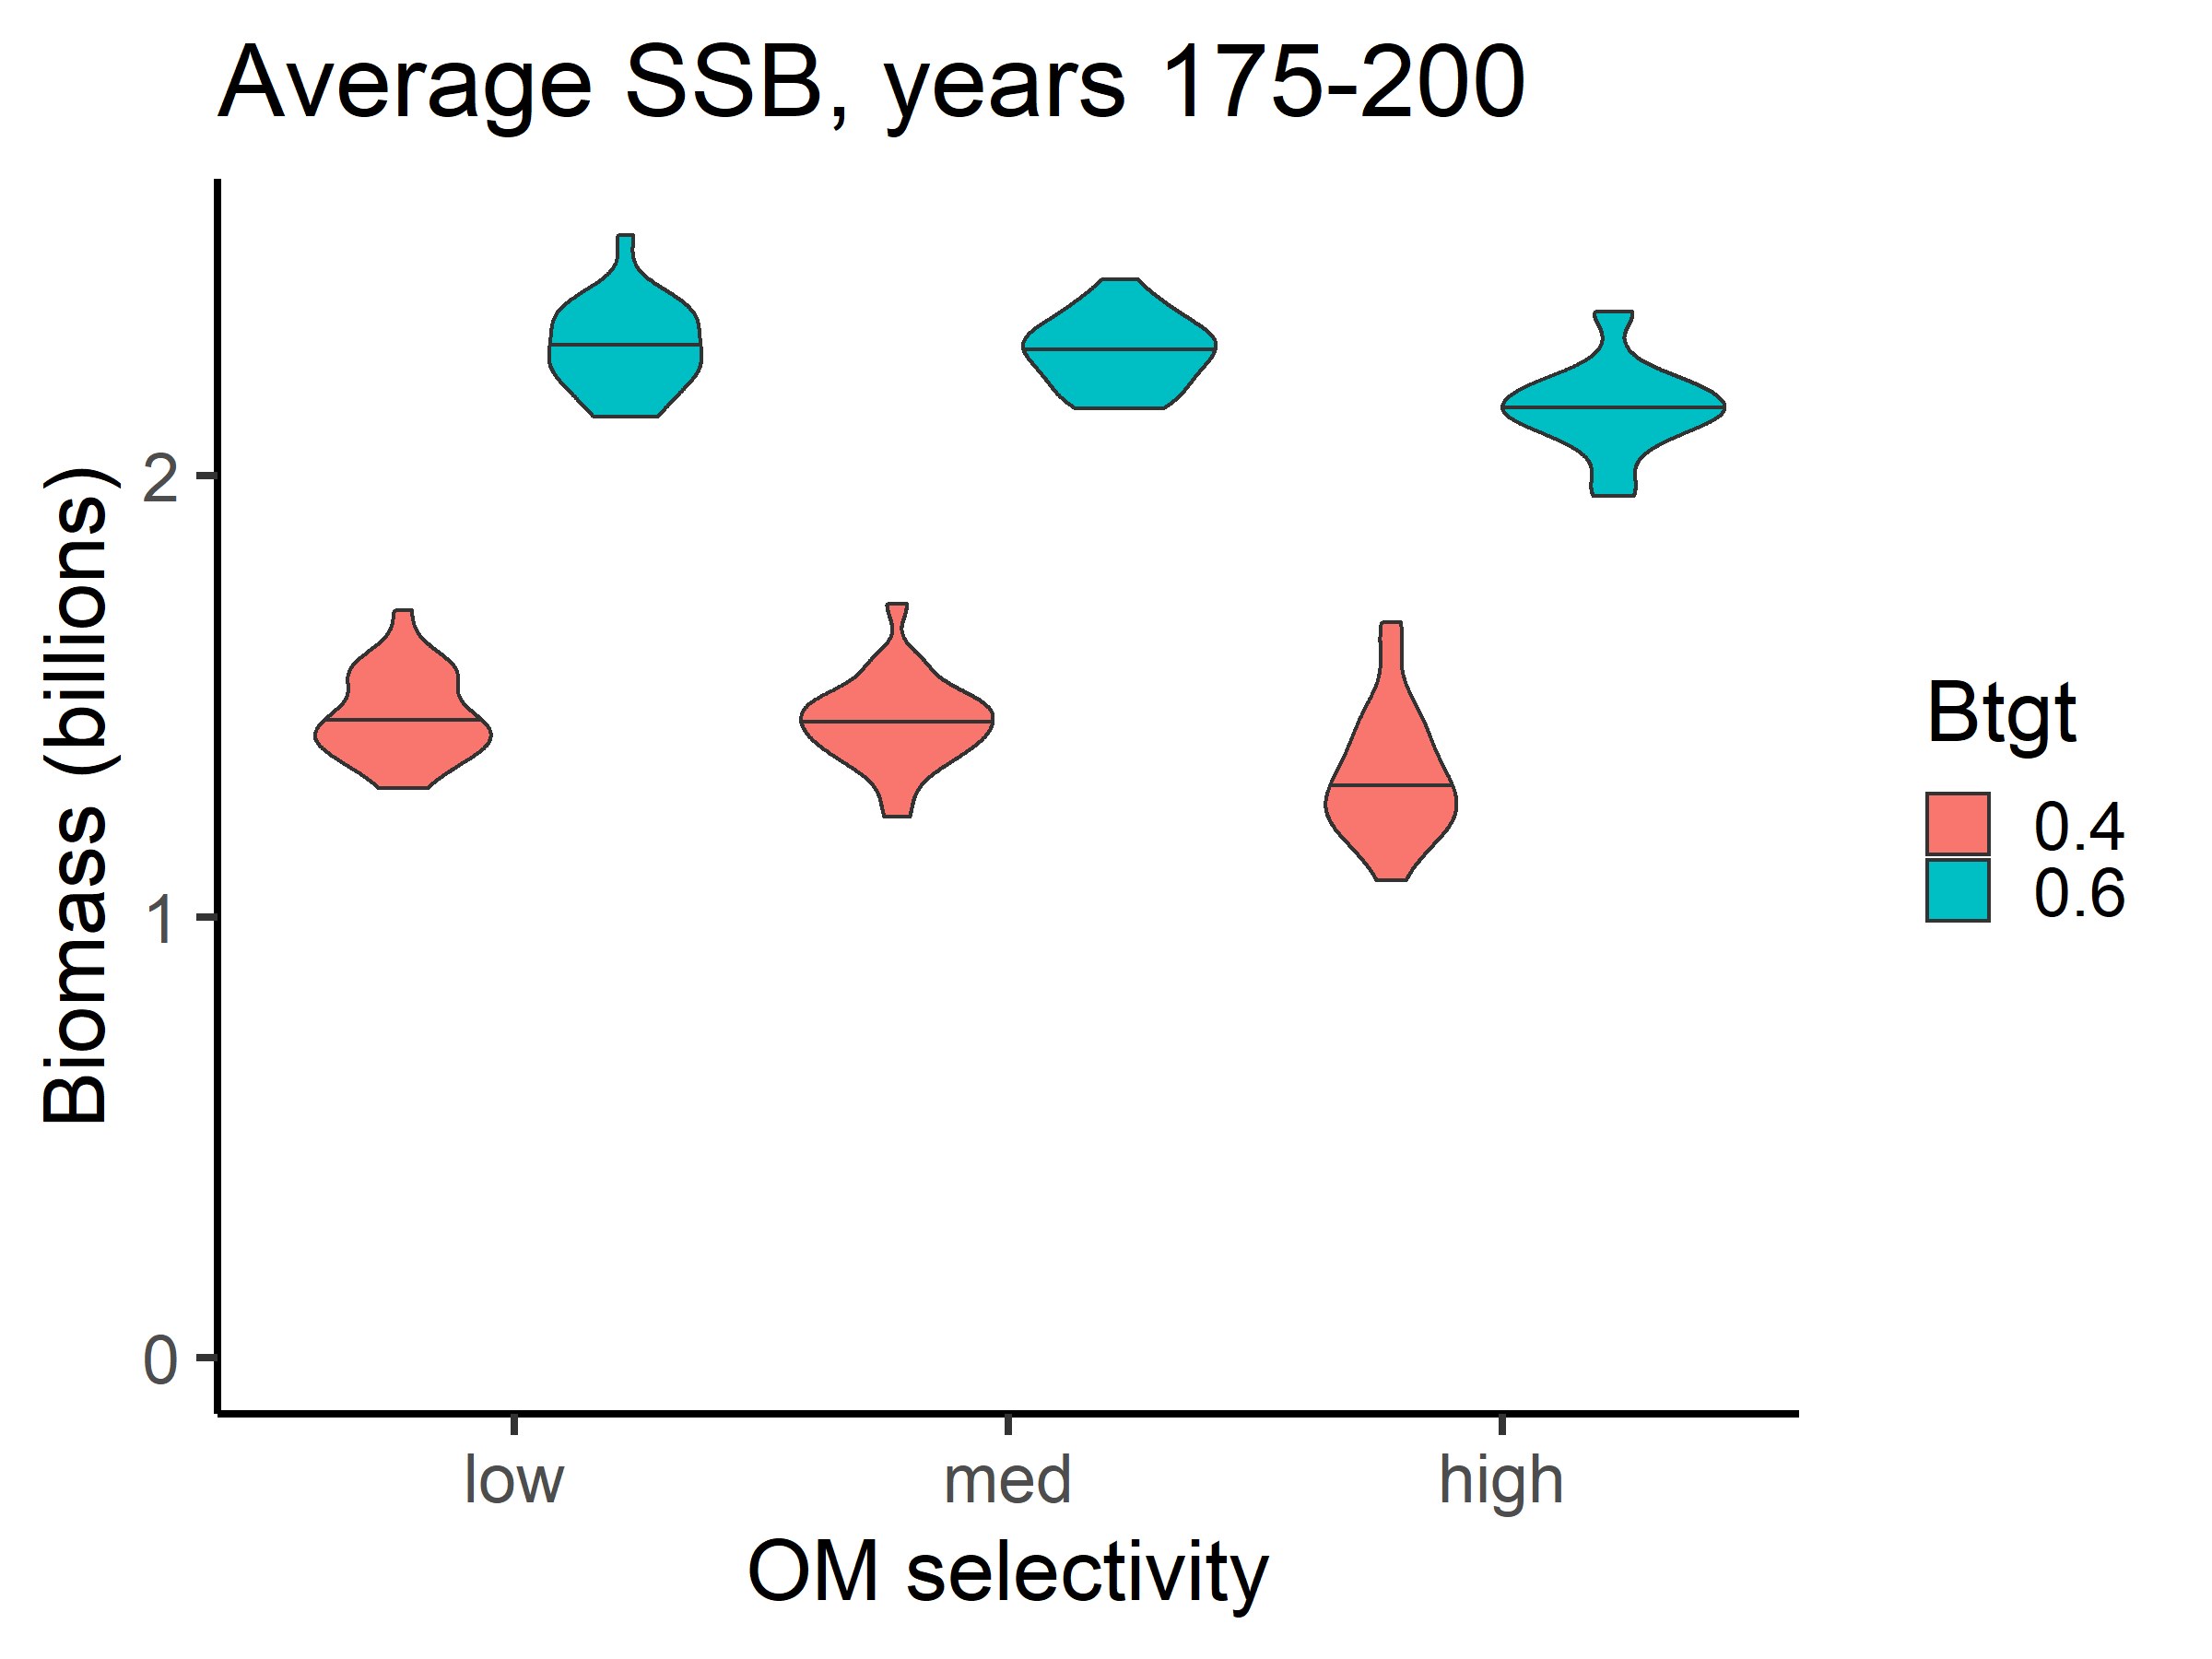 Average SSB, years 175-200
Biomass (billions)
2
1
0
low med high
OM selectivity
Btgt
0.4
0.6